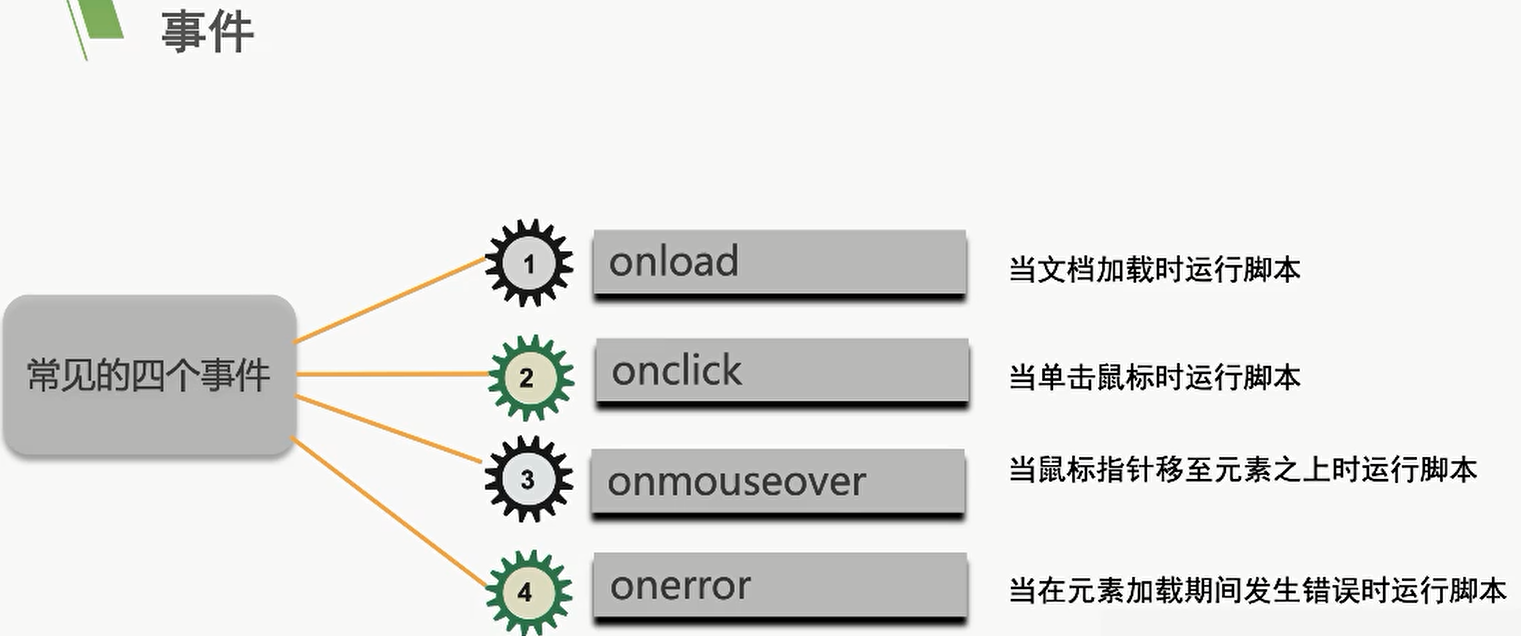 事件
常见的四个事件
1
onload
当文档加载时运行脚本
2
onclick
当单击鼠标时运行脚本
3
onmouseover
当鼠标指针移至元素之上时运行脚本
4
onerror
当在元素加载期间发生错误时运行脚本